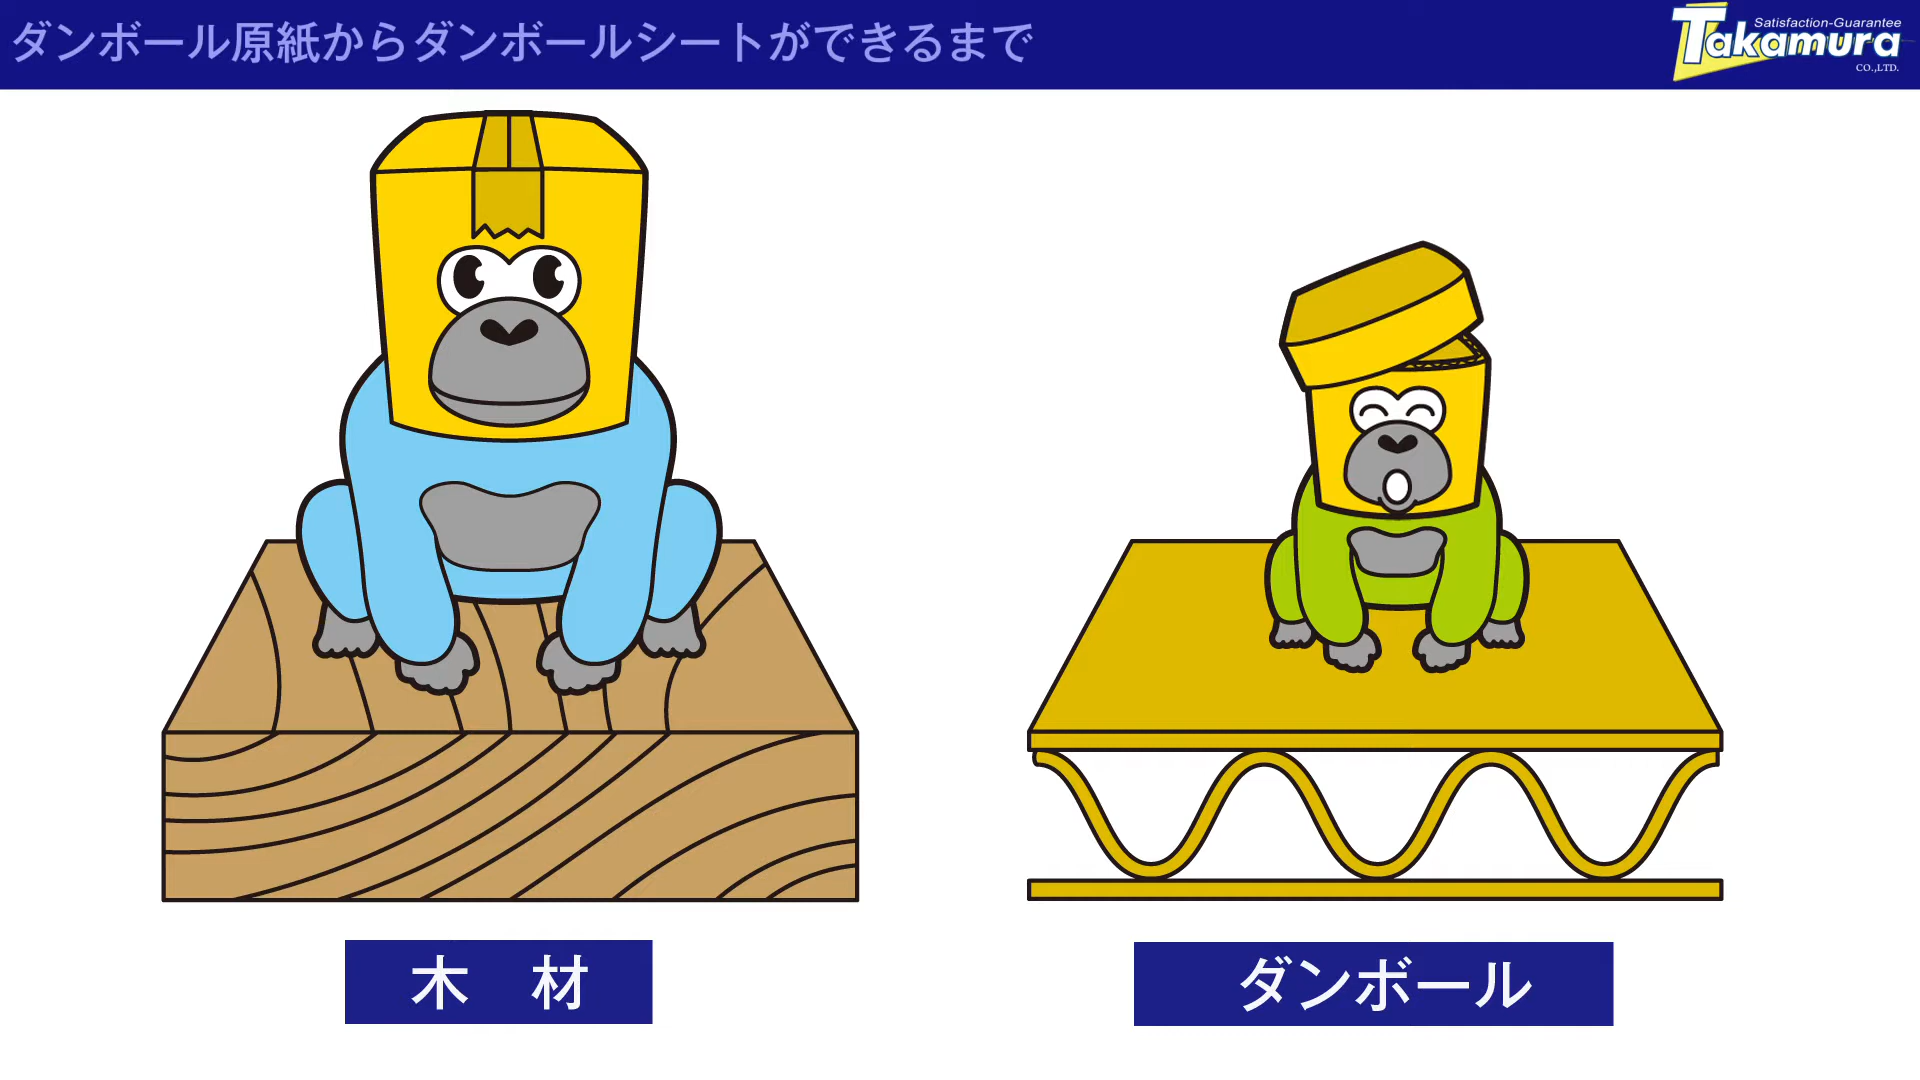 ダンボール原紙からダンボールシートができるまで
Satisfaction-Guarantee
Takamura
CO.,LTD.
木　材
ダンボール